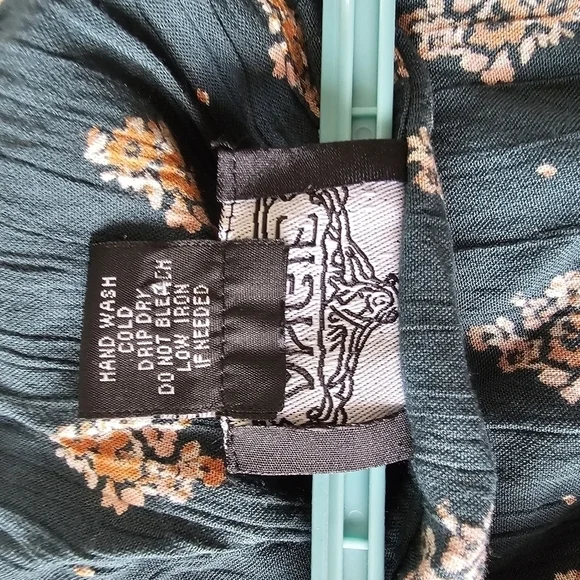 HAND WASH
COLD
DRIP DRY
DO NOT BLEACH
LOW IRON
IF NEEDED